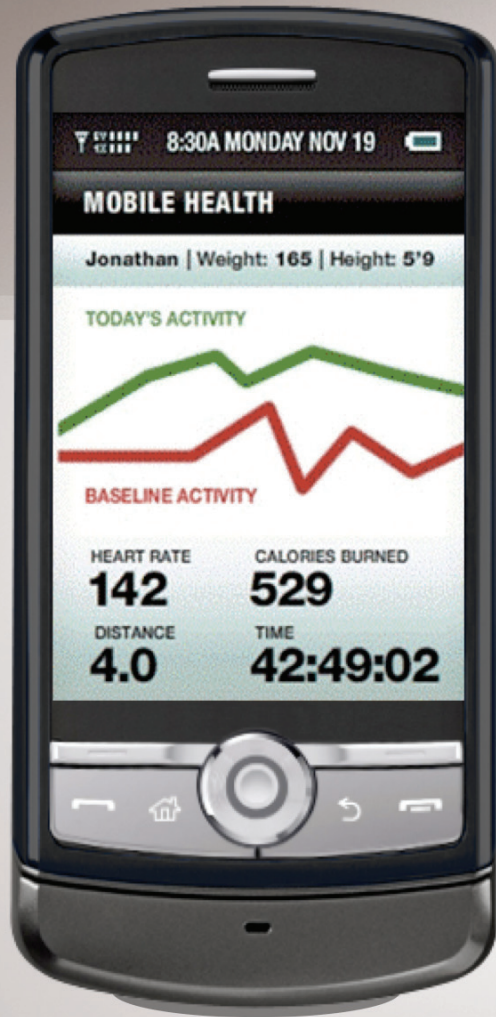 8:30A MONDAY NOV 19
MOBILE HEALTH
Jonathan | Weight: 165 | Height: 5'9
TODAY'S ACTIVITY
BASELINE ACTIVITY
HEART RATE CALORIES BURNED
142 529
DISTANCE TIME
4.0 42:49:02